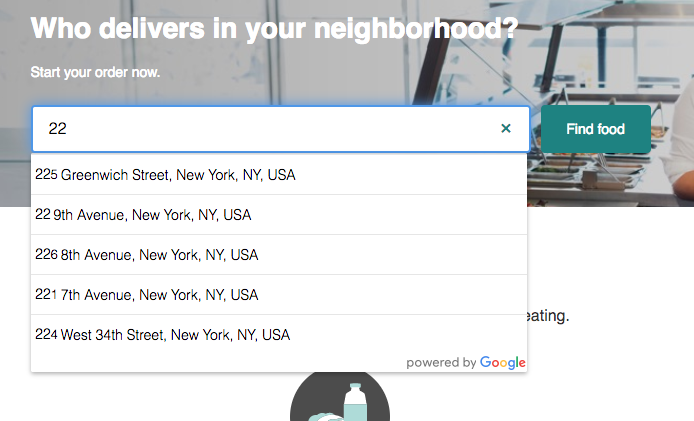 Who delivers in your neighborhood?
Start your order now.
22 ×
Find food
225 Greenwich Street, New York, NY, USA
22 9th Avenue, New York, NY, USA
226 8th Avenue, New York, NY, USA
221 7th Avenue, New York, NY, USA
224 West 34th Street, New York, NY, USA
eating.
powered by Google